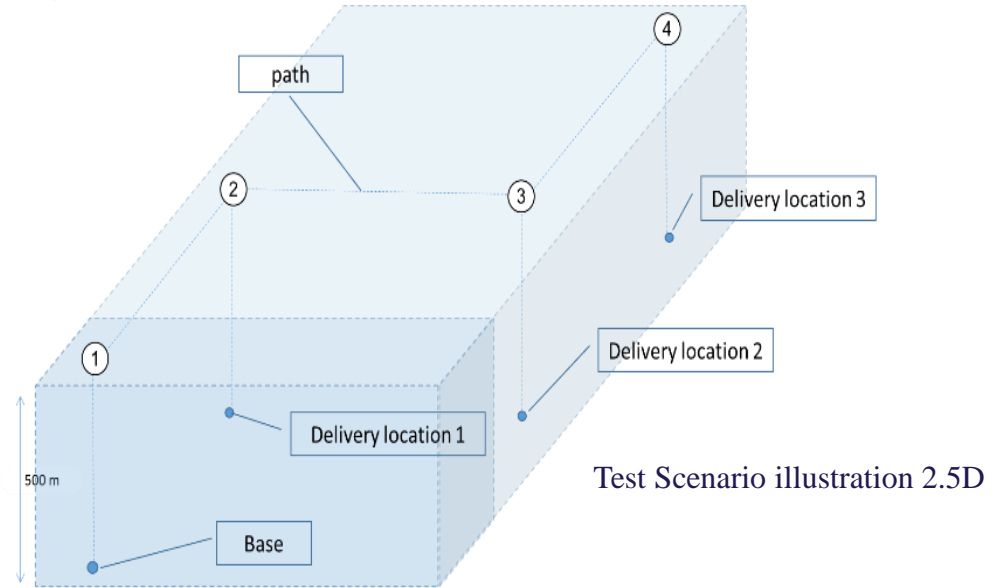 4
path
2
3
Delivery location 3
1
Delivery location 2
Delivery location 1
500 m
Test Scenario illustration 2.5D
Base